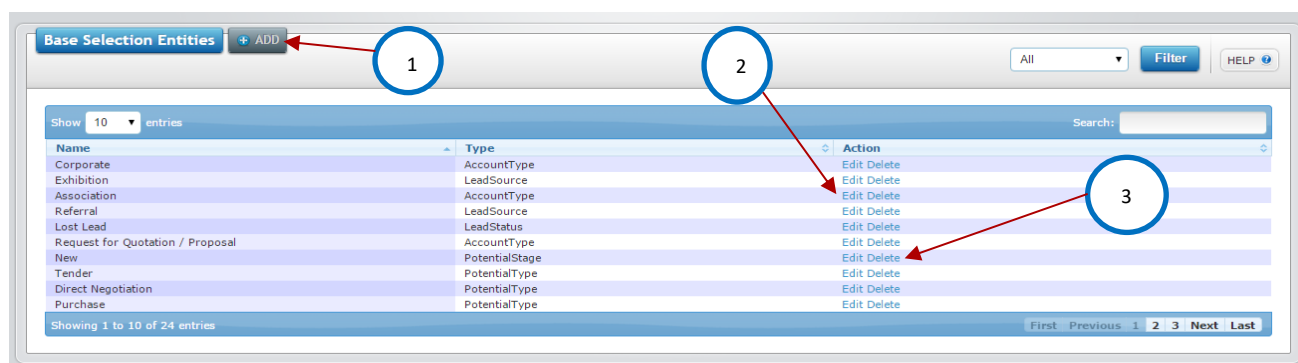 Base Selection Entities ADD
1
2
All Filter HELP
Show 10 entries Search:
Name Type Action
Corporate AccountType Edit Delete
Exhibition LeadSource Edit Delete
Association AccountType Edit Delete
3
Referral LeadSource Edit Delete
Lost Lead LeadStatus Edit Delete
Request for Quotation / Proposal AccountType Edit Delete
New PotentialStage Edit Delete
Tender PotentialType Edit Delete
Direct Negotiation PotentialType Edit Delete
Purchase PotentialType Edit Delete
Showing 1 to 10 of 24 entries First Previous 1 2 3 Next Last